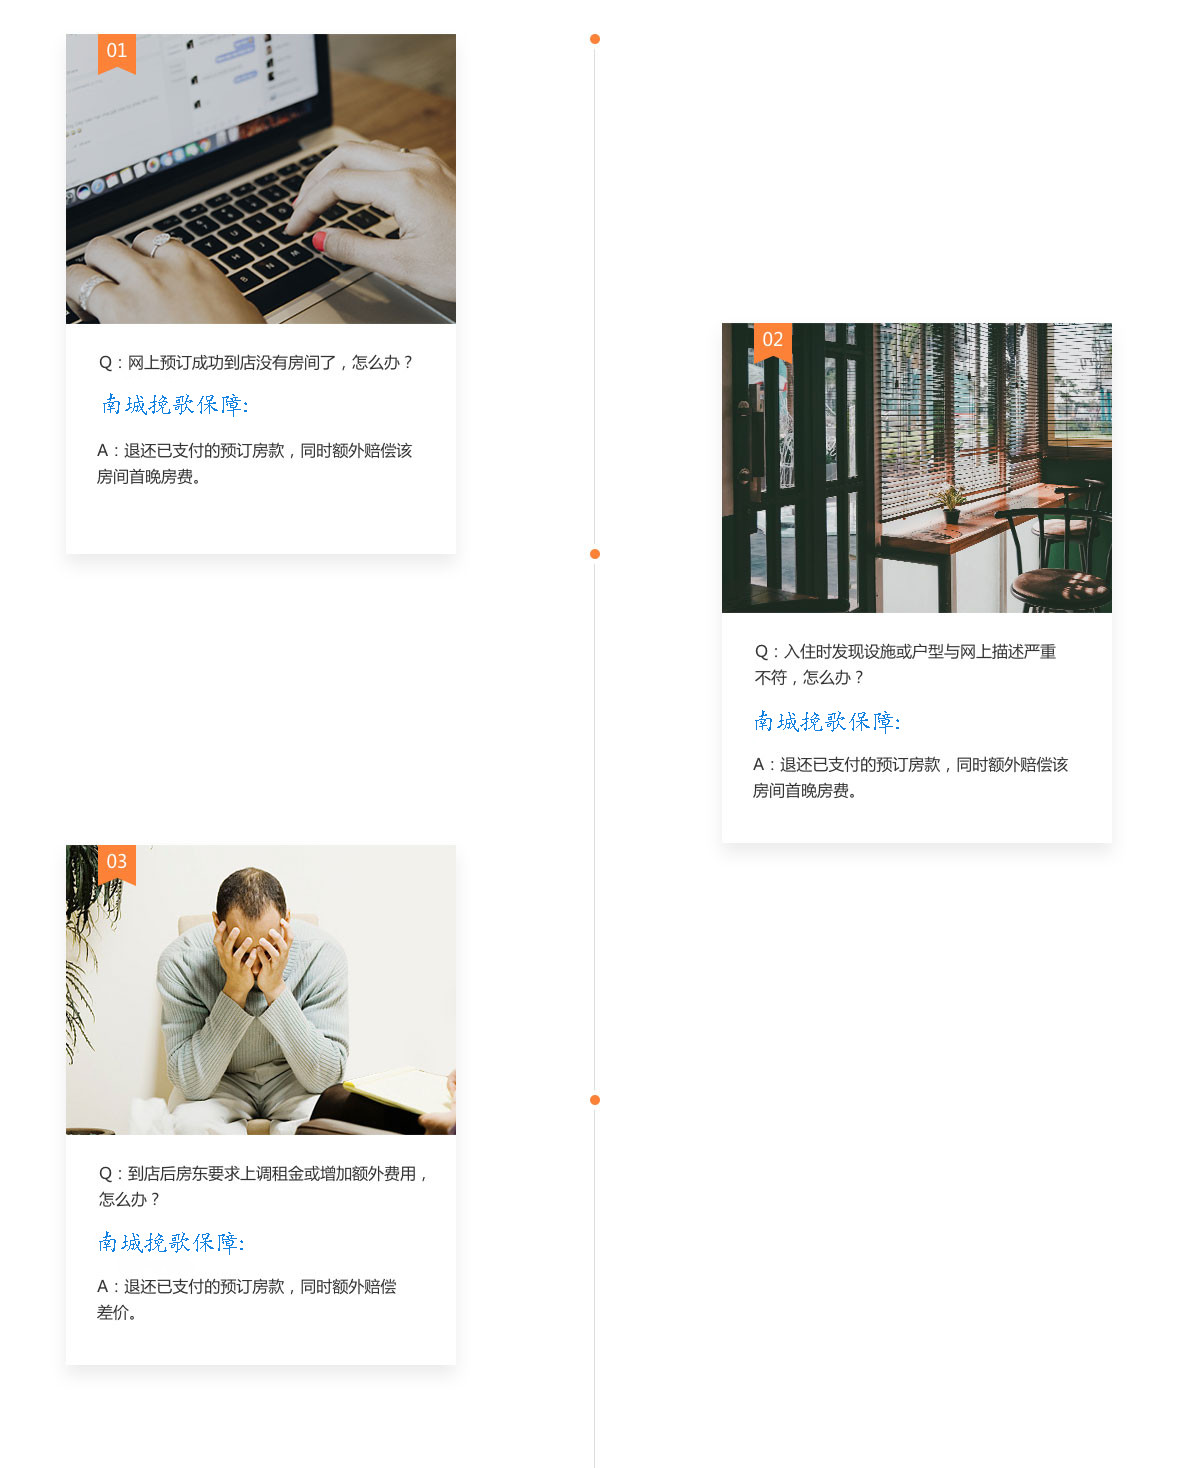 01
Q：网上预订成功到店没有房间了，怎么办？
南城挽歌保障:
A：退还已支付的预订房款，同时额外赔偿该
房间首晚房费。
02
Q：入住时发现设施或户型与网上描述严重
不符，怎么办？
南城挽歌保障:
A：退还已支付的预订房款，同时额外赔偿该
房间首晚房费。
03
Q：到店后房东要求上调租金或增加额外费用，
怎么办？
南城挽歌保障:
A：退还已支付的预订房款，同时额外赔偿
差价。